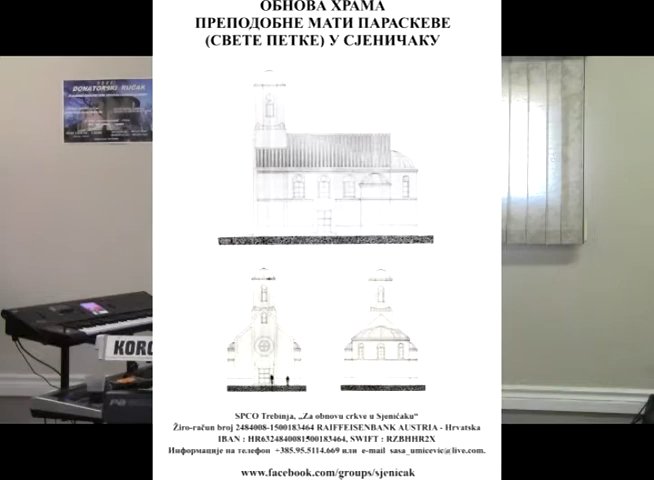 ОБНОВА ХРАМА
ПРЕПОДОБНЕ МАТИ ПАРАСКЕВЕ
(СВЕТЕ ПЕТКЕ) У СЈЕНИЧАКУ
DONATORSKI RUČAK
KORG
SPCO Trebinja, „Za obnovu crkve u Sjeničaku“
Žiro-račun broj 2484008-1500183464 RAIFFEISENBANK AUSTRIA - Hrvatska
IBAN : HR6324840081500183464, SWIFT : RZBHHR2X
Информације на телефон +385.95.5114.669 или e-mail sasa_umicevic@live.com.
www.facebook.com/groups/sjenicak